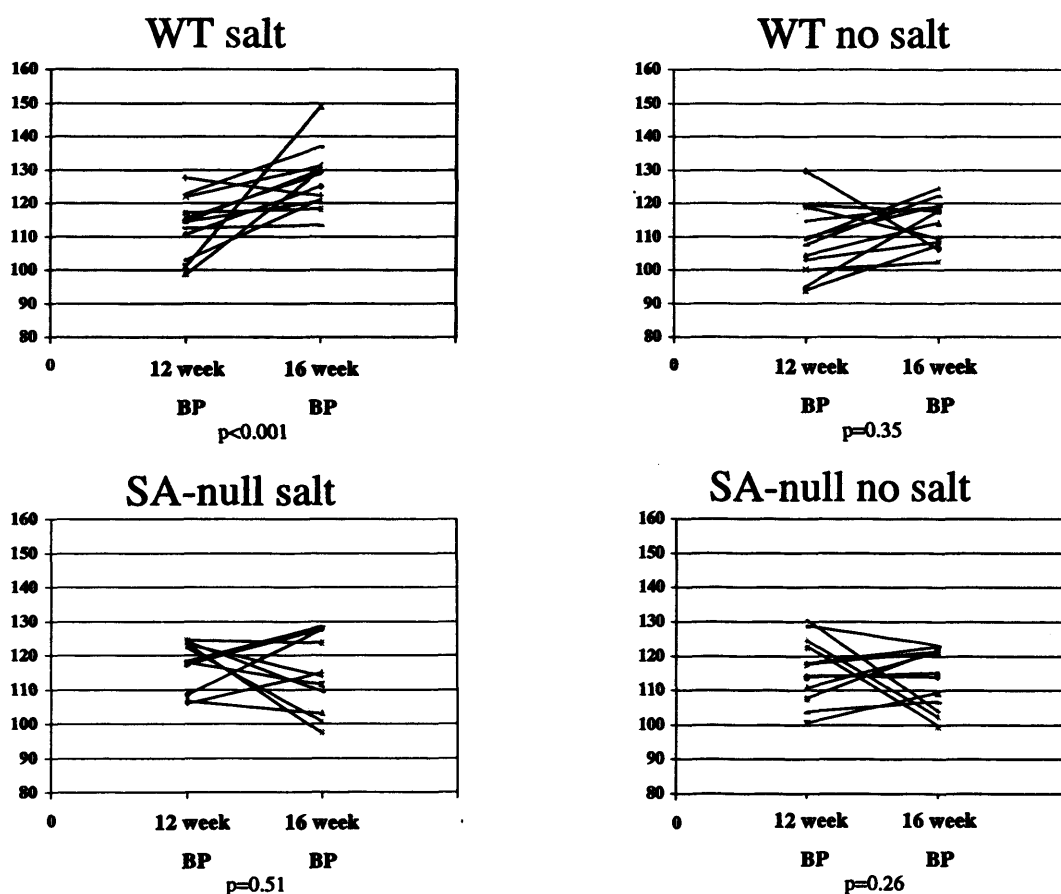 WT salt
160
150
140
130
120
110
100
90
80
0 12 week 16 week
BP BP
p<0.001
WT no salt
160
150
140
130
120
110
100
90
80
0 12 week 16 week
BP BP
p=0.35
SA-null salt
160
150
140
130
120
110
100
90
80
0 12 week 16 week
BP BP
p=0.51
SA-null no salt
160
150
140
130
120
110
100
90
80
0 12 week 16 week
BP BP
p=0.26